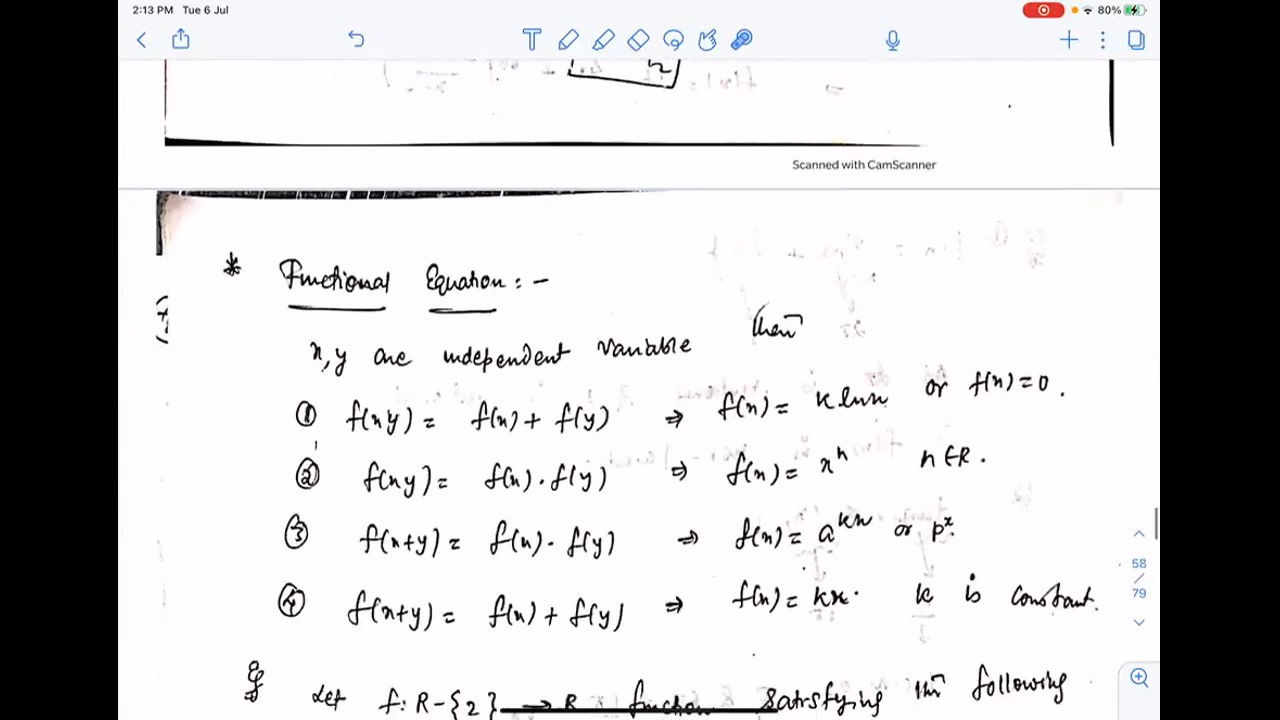 2:13 PM Tue 6 Jul 80%
Scanned with CamScanner
* Functional Equation : -
x, y are independent variable then
① f(xy) = f(x) + f(y) ⇒ f(x) = k lnx or f(x) = 0.
② f(xy) = f(x) . f(y) ⇒ f(x) = xⁿ n ∈ R.
③ f(x+y) = f(x) . f(y) ⇒ f(x) = a^{kx} or p^{x}.
④ f(x+y) = f(x) + f(y) ⇒ f(x) = kx. k is constant.
58
/
79
Eg Let f: R-{2} → R function satisfying the following